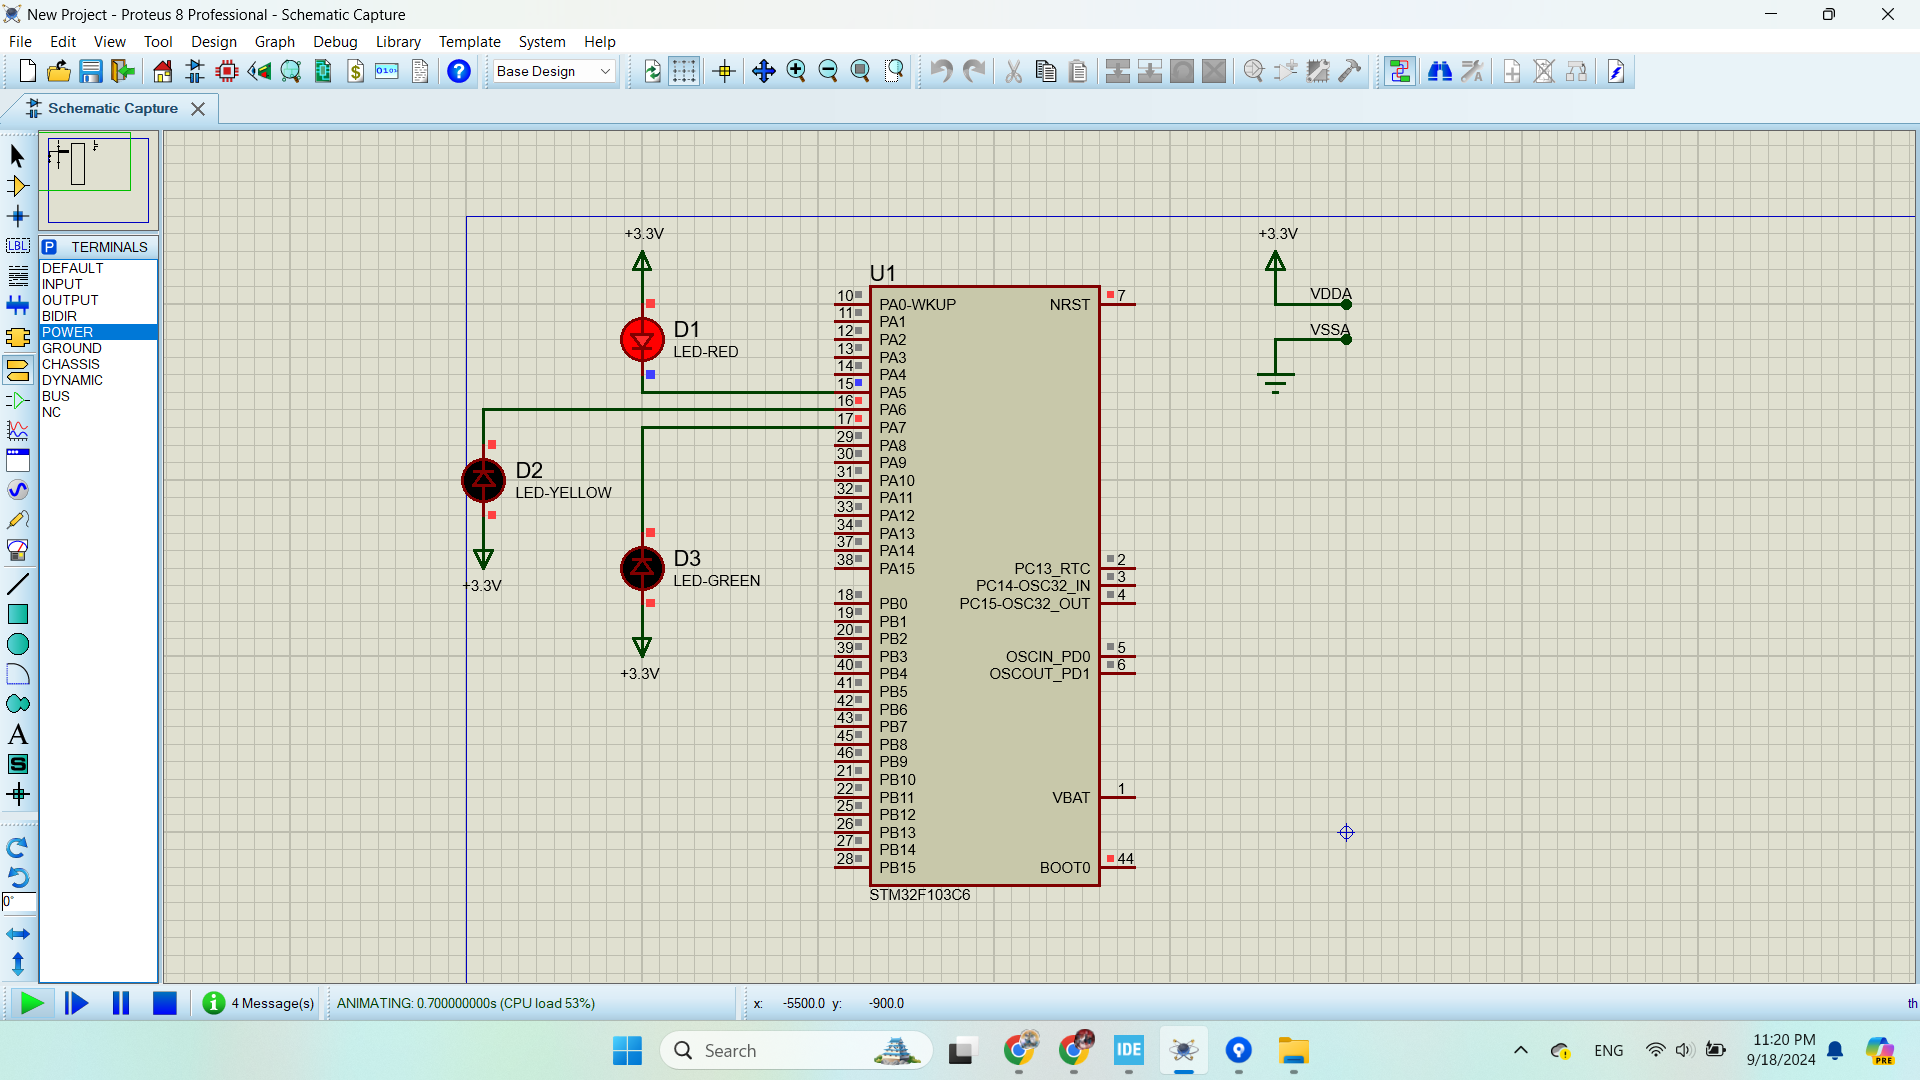 New Project - Proteus 8 Professional - Schematic Capture
File Edit View Tool Design Graph Debug Library Template System Help
Base Design
Schematic Capture
LBL
P TERMINALS
DEFAULT
INPUT
OUTPUT
BIDIR
POWER
GROUND
CHASSIS
DYNAMIC
BUS
NC
A
S
0°
+3.3V
D1
LED-RED
D2
LED-YELLOW
+3.3V
D3
LED-GREEN
+3.3V
U1
10 PA0-WKUP
11 PA1
12 PA2
13 PA3
14 PA4
15 PA5
16 PA6
17 PA7
29 PA8
30 PA9
31 PA10
32 PA11
33 PA12
34 PA13
37 PA14
38 PA15
18 PB0
19 PB1
20 PB2
39 PB3
40 PB4
41 PB5
42 PB6
43 PB7
45 PB8
46 PB9
21 PB10
22 PB11
25 PB12
26 PB13
27 PB14
28 PB15
NRST 7
PC13_RTC 2
PC14-OSC32_IN 3
PC15-OSC32_OUT 4
OSCIN_PD0 5
OSCOUT_PD1 6
VBAT 1
BOOT0 44
STM32F103C6
+3.3V
VDDA
VSSA
4 Message(s)
ANIMATING: 0.700000000s (CPU load 53%)
x: -5500.0 y: -900.0
th
Search
IDE
ENG
11:20 PM
9/18/2024
PRE